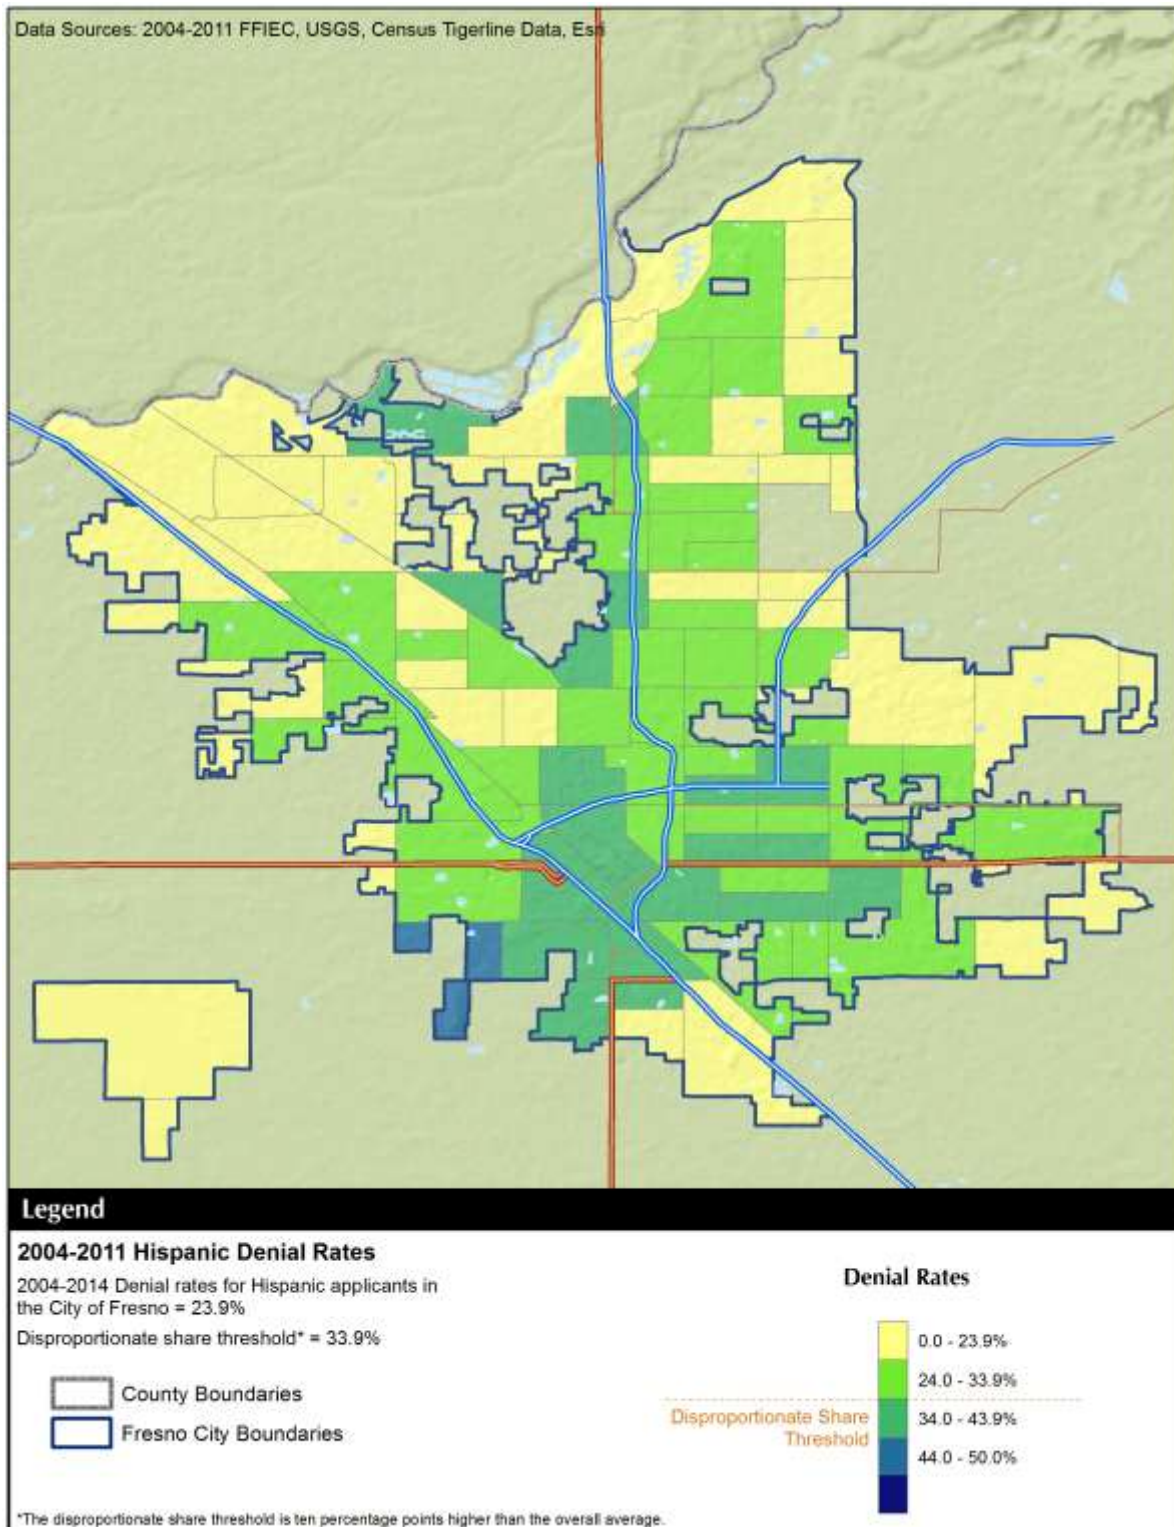 Data Sources: 2004-2011 FFIEC, USGS, Census Tigerline Data, Esri
Legend
2004-2011 Hispanic Denial Rates
2004-2014 Denial rates for Hispanic applicants in
the City of Fresno = 23.9%
Disproportionate share threshold* = 33.9%
County Boundaries
Fresno City Boundaries
Denial Rates
0.0 - 23.9%
24.0 - 33.9%
Disproportionate Share
Threshold
34.0 - 43.9%
44.0 - 50.0%
*The disproportionate share threshold is ten percentage points higher than the overall average.